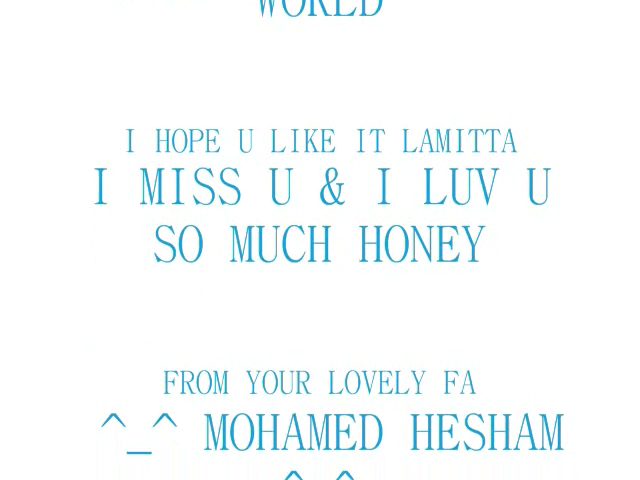 WORLD
I HOPE U LIKE IT LAMITTA
I MISS U & I LUV U
SO MUCH HONEY
FROM YOUR LOVELY FA
^_^ MOHAMED HESHAM
^_^